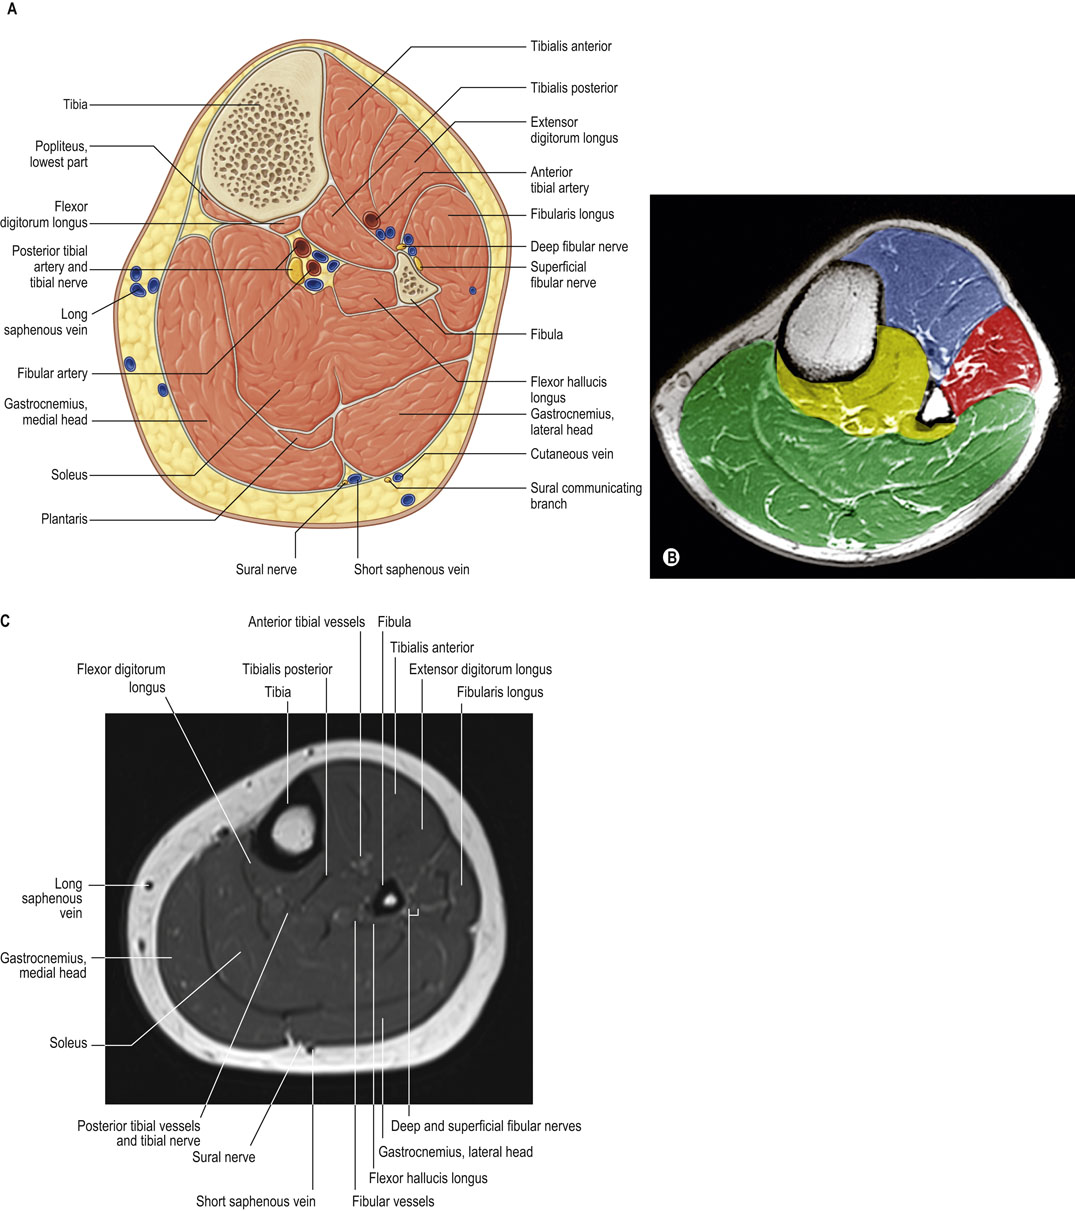 A
Tibialis anterior
Tibialis posterior
Extensor
digitorum longus
Anterior
tibial artery
Fibularis longus
Deep fibular nerve
Superficial
fibular nerve
Fibula
Flexor hallucis
longus
Gastrocnemius,
lateral head
Cutaneous vein
Sural communicating
branch
Tibia
Popliteus,
lowest part
Flexor
digitorum longus
Posterior tibial
artery and
tibial nerve
Long
saphenous vein
Fibular artery
Gastrocnemius,
medial head
Soleus
Plantaris
Sural nerve
Short saphenous vein
B
C
Anterior tibial vessels
Fibula
Tibialis anterior
Flexor digitorum
longus
Tibialis posterior
Extensor digitorum longus
Tibia
Fibularis longus
Long
saphenous
vein
Gastrocnemius,
medial head
Soleus
Posterior tibial vessels
and tibial nerve
Sural nerve
Short saphenous vein
Deep and superficial fibular nerves
Gastrocnemius, lateral head
Flexor hallucis longus
Fibular vessels